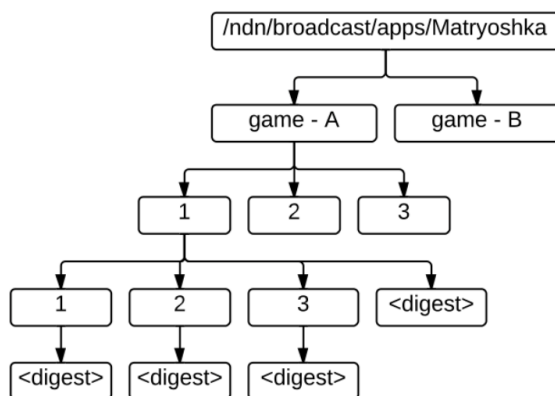 /ndn/broadcast/apps/Matryoshka
game - A
game - B
1
2
3
1
2
3
<digest>
<digest>
<digest>
<digest>